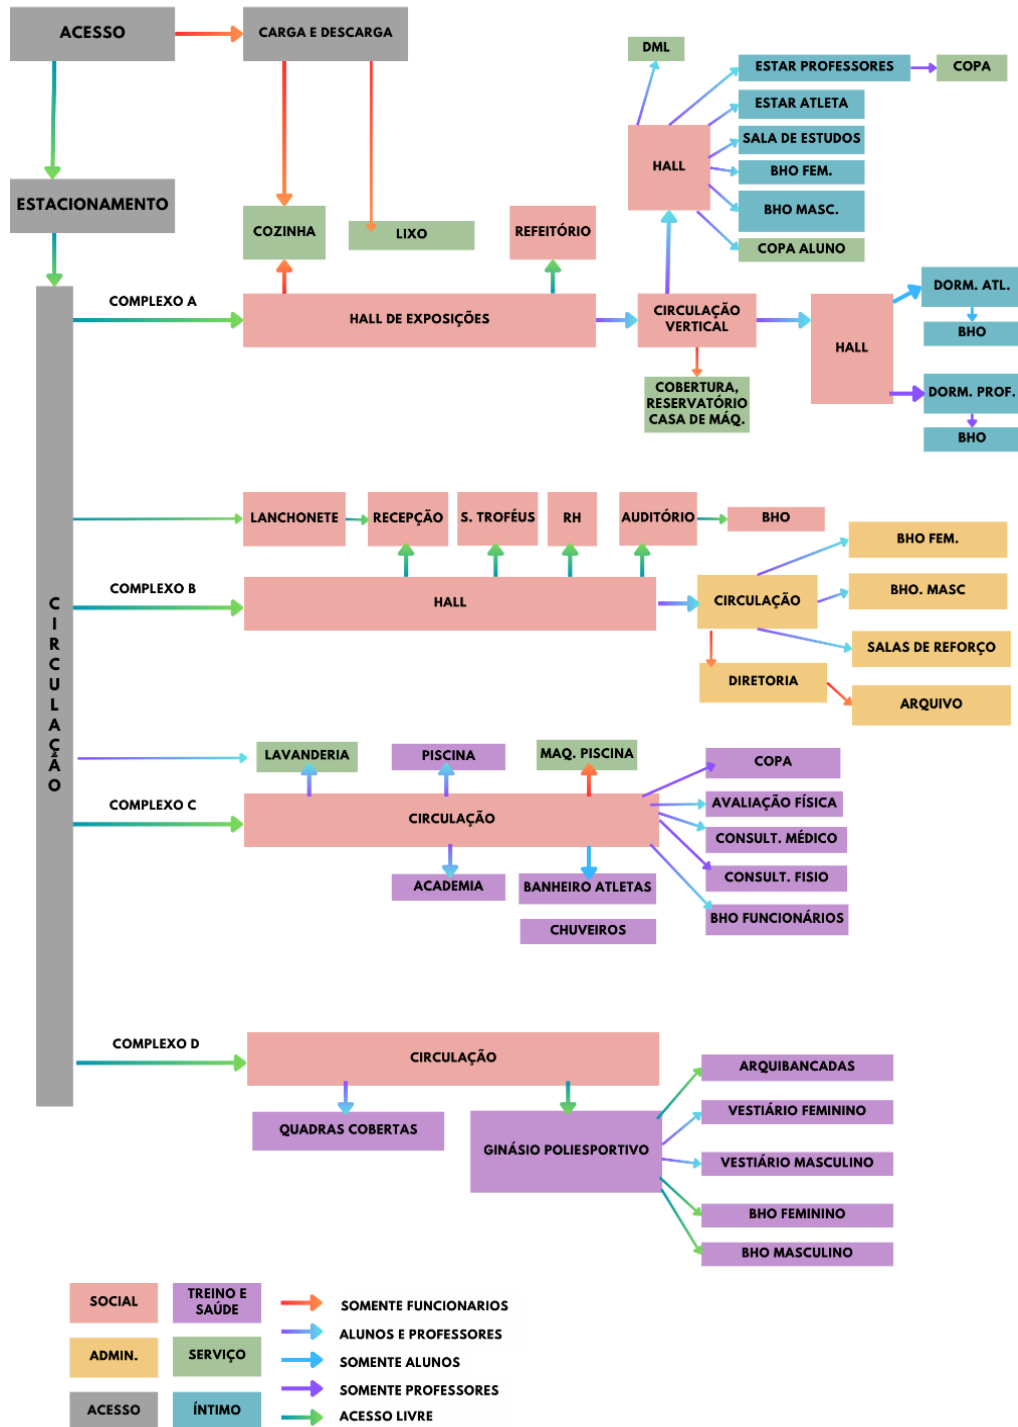 ACESSO
CARGA E DESCARGA
DML
ESTAR PROFESSORES
COPA
ESTAR ATLETA
SALA DE ESTUDOS
HALL
BHO FEM.
BHO MASC.
COPA ALUNO
ESTACIONAMENTO
COZINHA
LIXO
REFEITÓRIO
COMPLEXO A
HALL DE EXPOSIÇÕES
CIRCULAÇÃO
VERTICAL
HALL
DORM. ATL.
BHO
DORM. PROF.
BHO
COBERTURA,
RESERVATÓRIO
CASA DE MÁQ.
CIRCULAÇÃO
LANCHONETE
RECEPÇÃO
S. TROFÉUS
RH
AUDITÓRIO
BHO
COMPLEXO B
HALL
CIRCULAÇÃO
BHO FEM.
BHO. MASC
SALAS DE REFORÇO
DIRETORIA
ARQUIVO
LAVANDERIA
PISCINA
MAQ. PISCINA
COPA
COMPLEXO C
CIRCULAÇÃO
AVALIAÇÃO FÍSICA
CONSULT. MÉDICO
CONSULT. FISIO
BHO FUNCIONÁRIOS
ACADEMIA
BANHEIRO ATLETAS
CHUVEIROS
COMPLEXO D
CIRCULAÇÃO
QUADRAS COBERTAS
GINÁSIO POLIESPORTIVO
ARQUIBANCADAS
VESTIÁRIO FEMININO
VESTIÁRIO MASCULINO
BHO FEMININO
BHO MASCULINO
SOCIAL
TREINO E
SAÚDE
ADMIN.
SERVIÇO
ACESSO
ÍNTIMO
SOMENTE FUNCIONARIOS
ALUNOS E PROFESSORES
SOMENTE ALUNOS
SOMENTE PROFESSORES
ACESSO LIVRE